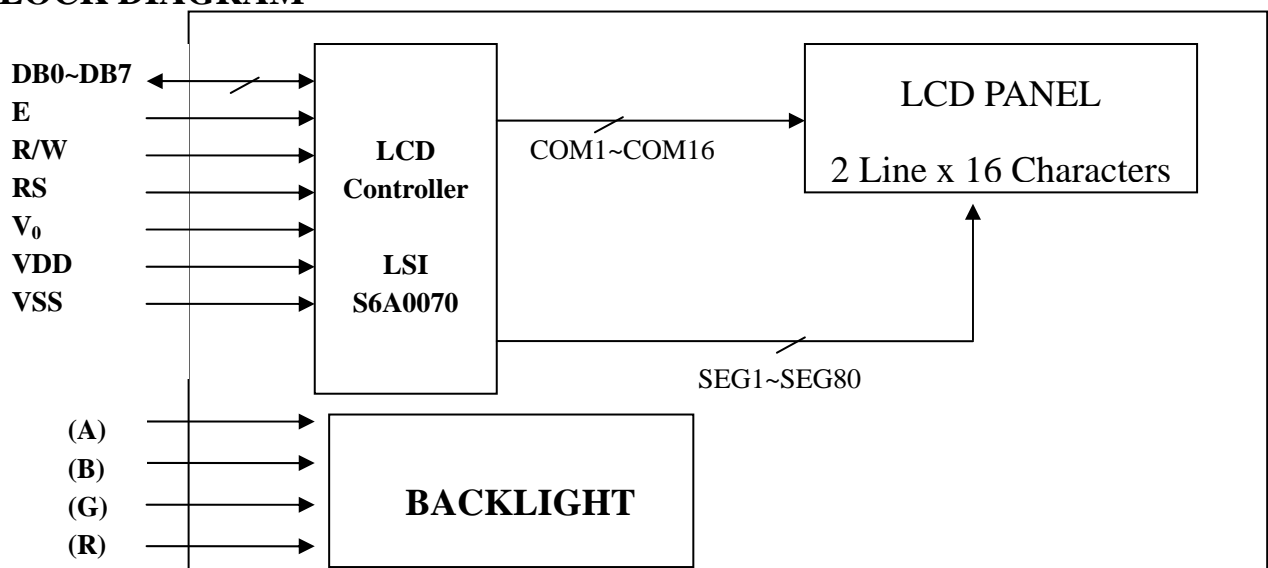 LOCK DIAGRAM
DB0~DB7
E
R/W
RS
V₀
VDD
VSS
LCD
Controller
LSI
S6A0070
COM1~COM16
LCD PANEL
2 Line x 16 Characters
SEG1~SEG80
(A)
(B)
(G)
(R)
BACKLIGHT